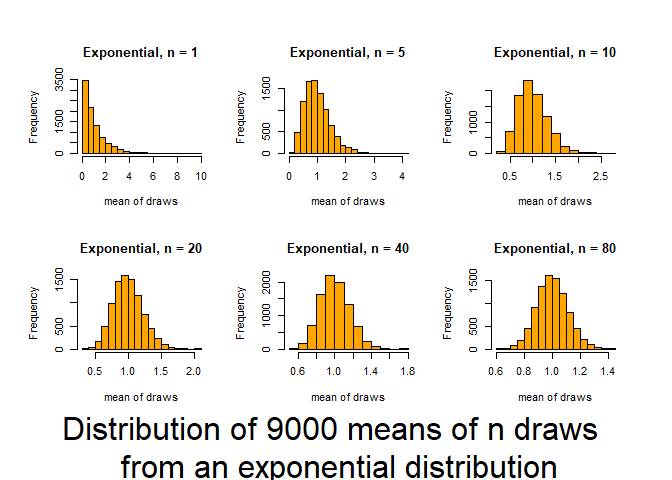 Exponential, n = 1
Frequency
0 1500 3500
0 2 4 6 8 10
mean of draws
Exponential, n = 5
Frequency
0 500 1500
0 1 2 3 4
mean of draws
Exponential, n = 10
Frequency
0 1000
0.5 1.5 2.5
mean of draws
Exponential, n = 20
Frequency
0 500 1500
0.5 1.0 1.5 2.0
mean of draws
Exponential, n = 40
Frequency
0 1000 2000
0.6 1.0 1.4 1.8
mean of draws
Exponential, n = 80
Frequency
0 500 1500
0.6 0.8 1.0 1.2 1.4
mean of draws
Distribution of 9000 means of n draws
from an exponential distribution